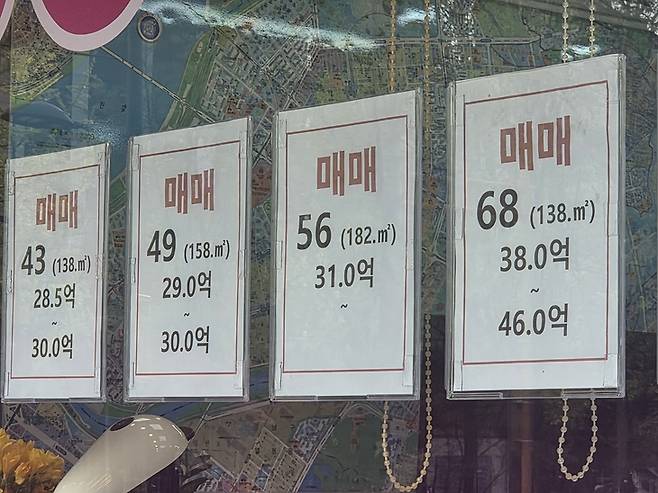 매매
43 (138.㎡)
28.5억
~
30.0억
매매
49 (158.㎡)
29.0억
~
30.0억
매매
56 (182.㎡)
31.0억
~
매매
68 (138.㎡)
38.0억
~
46.0억